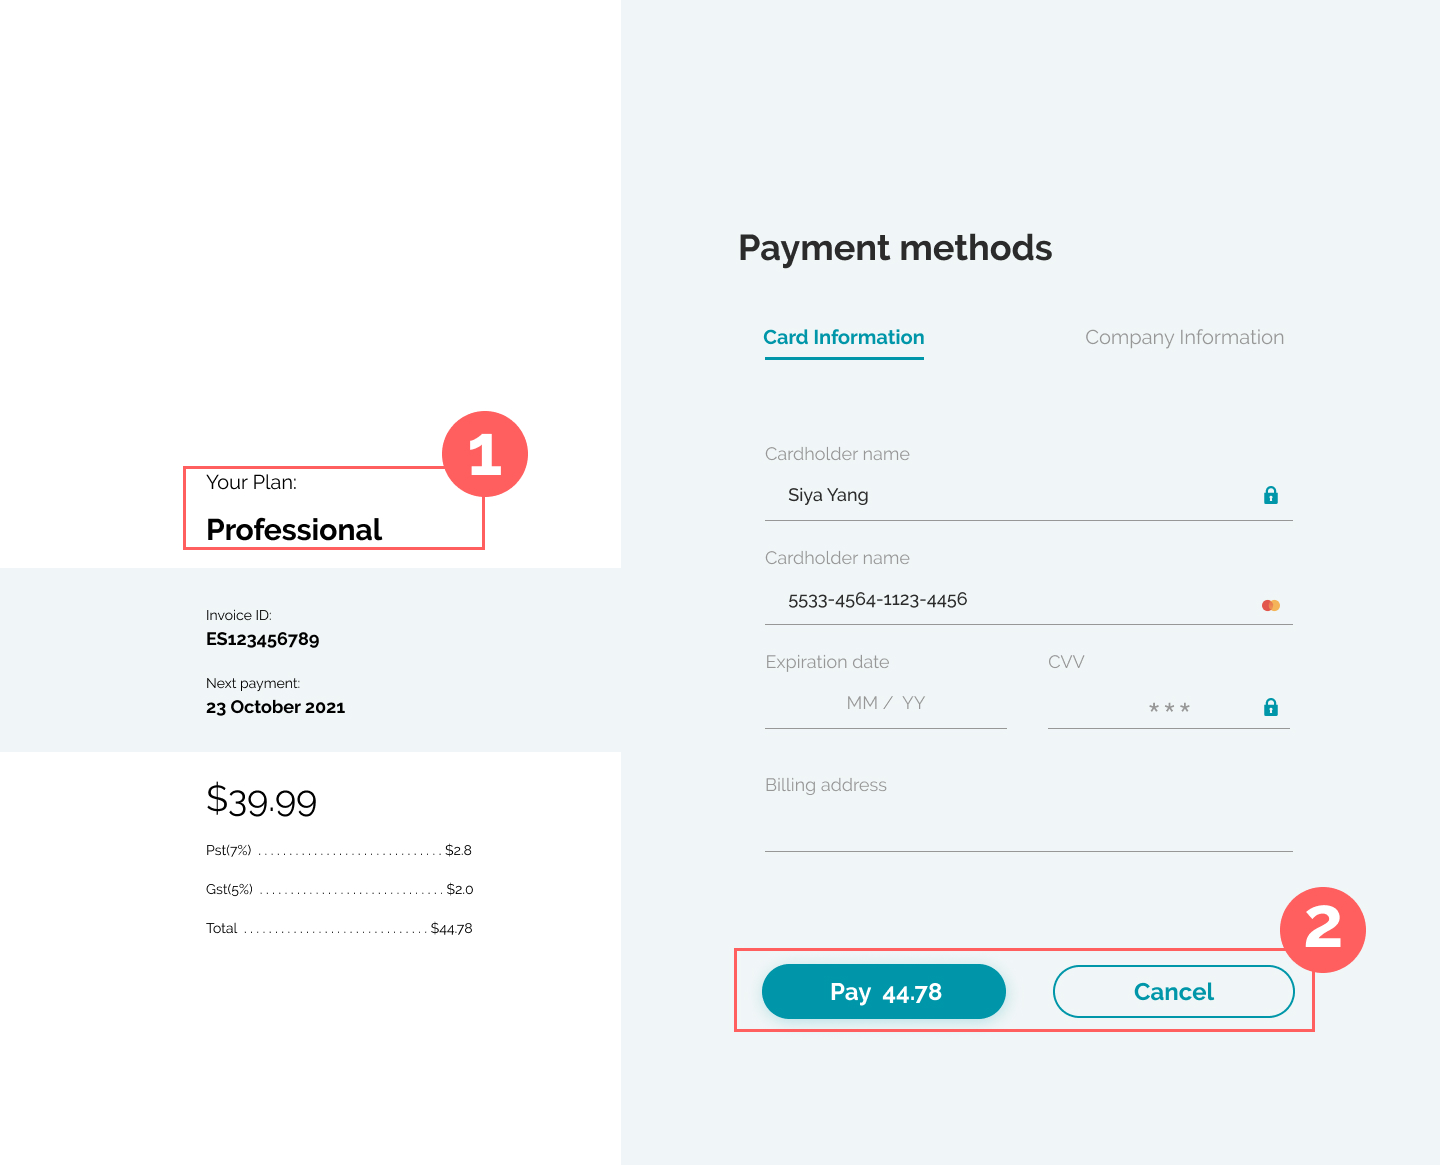 1
Your Plan:
Professional
Invoice ID:
ES123456789
Next payment:
23 October 2021
$39.99
Pst(7%) .............................. $2.8
Gst(5%) .............................. $2.0
Total .............................. $44.78
Payment methods
Card Information Company Information
Cardholder name
Siya Yang
Cardholder name
5533-4564-1123-4456
Expiration date CVV
MM / YY ***
Billing address
2
Pay 44.78 Cancel